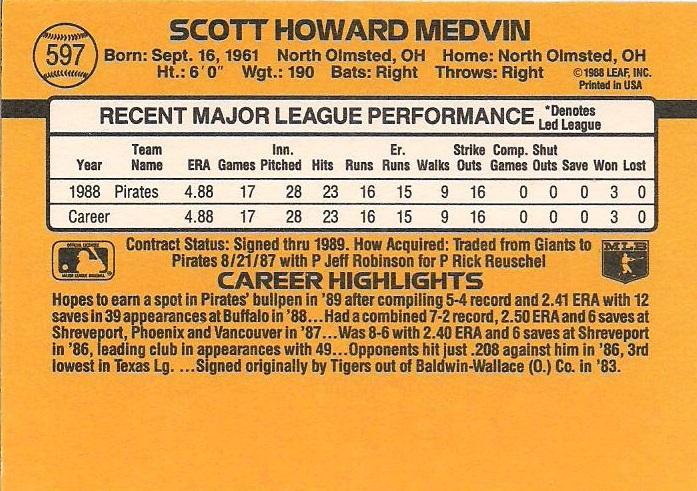 597
SCOTT HOWARD MEDVIN
Born: Sept. 16, 1961 North Olmsted, OH Home: North Olmsted, OH
Ht.: 6´0˝ Wgt.: 190 Bats: Right Throws: Right ©1988 LEAF, INC.
Printed in USA
RECENT MAJOR LEAGUE PERFORMANCE *Denotes
Led League
Year Team Name ERA Games Inn. Pitched Hits Runs Er. Runs Walks Strike Outs Comp. Games Shut Outs Save Won Lost
1988 Pirates 4.88 17 28 23 16 15 9 16 0 0 0 3 0
Career 4.88 17 28 23 16 15 9 16 0 0 0 3 0
Contract Status: Signed thru 1989. How Acquired: Traded from Giants to
Pirates 8/21/87 with P Jeff Robinson for P Rick Reuschel
MLB
CAREER HIGHLIGHTS
Hopes to earn a spot in Pirates' bullpen in '89 after compiling 5-4 record and 2.41 ERA with 12
saves in 39 appearances at Buffalo in '88...Had a combined 7-2 record, 2.50 ERA and 6 saves at
Shreveport, Phoenix and Vancouver in '87...Was 8-6 with 2.40 ERA and 6 saves at Shreveport
in '86, leading club in appearances with 49...Opponents hit just .208 against him in '86, 3rd
lowest in Texas Lg. ...Signed originally by Tigers out of Baldwin-Wallace (O.) Co. in '83.